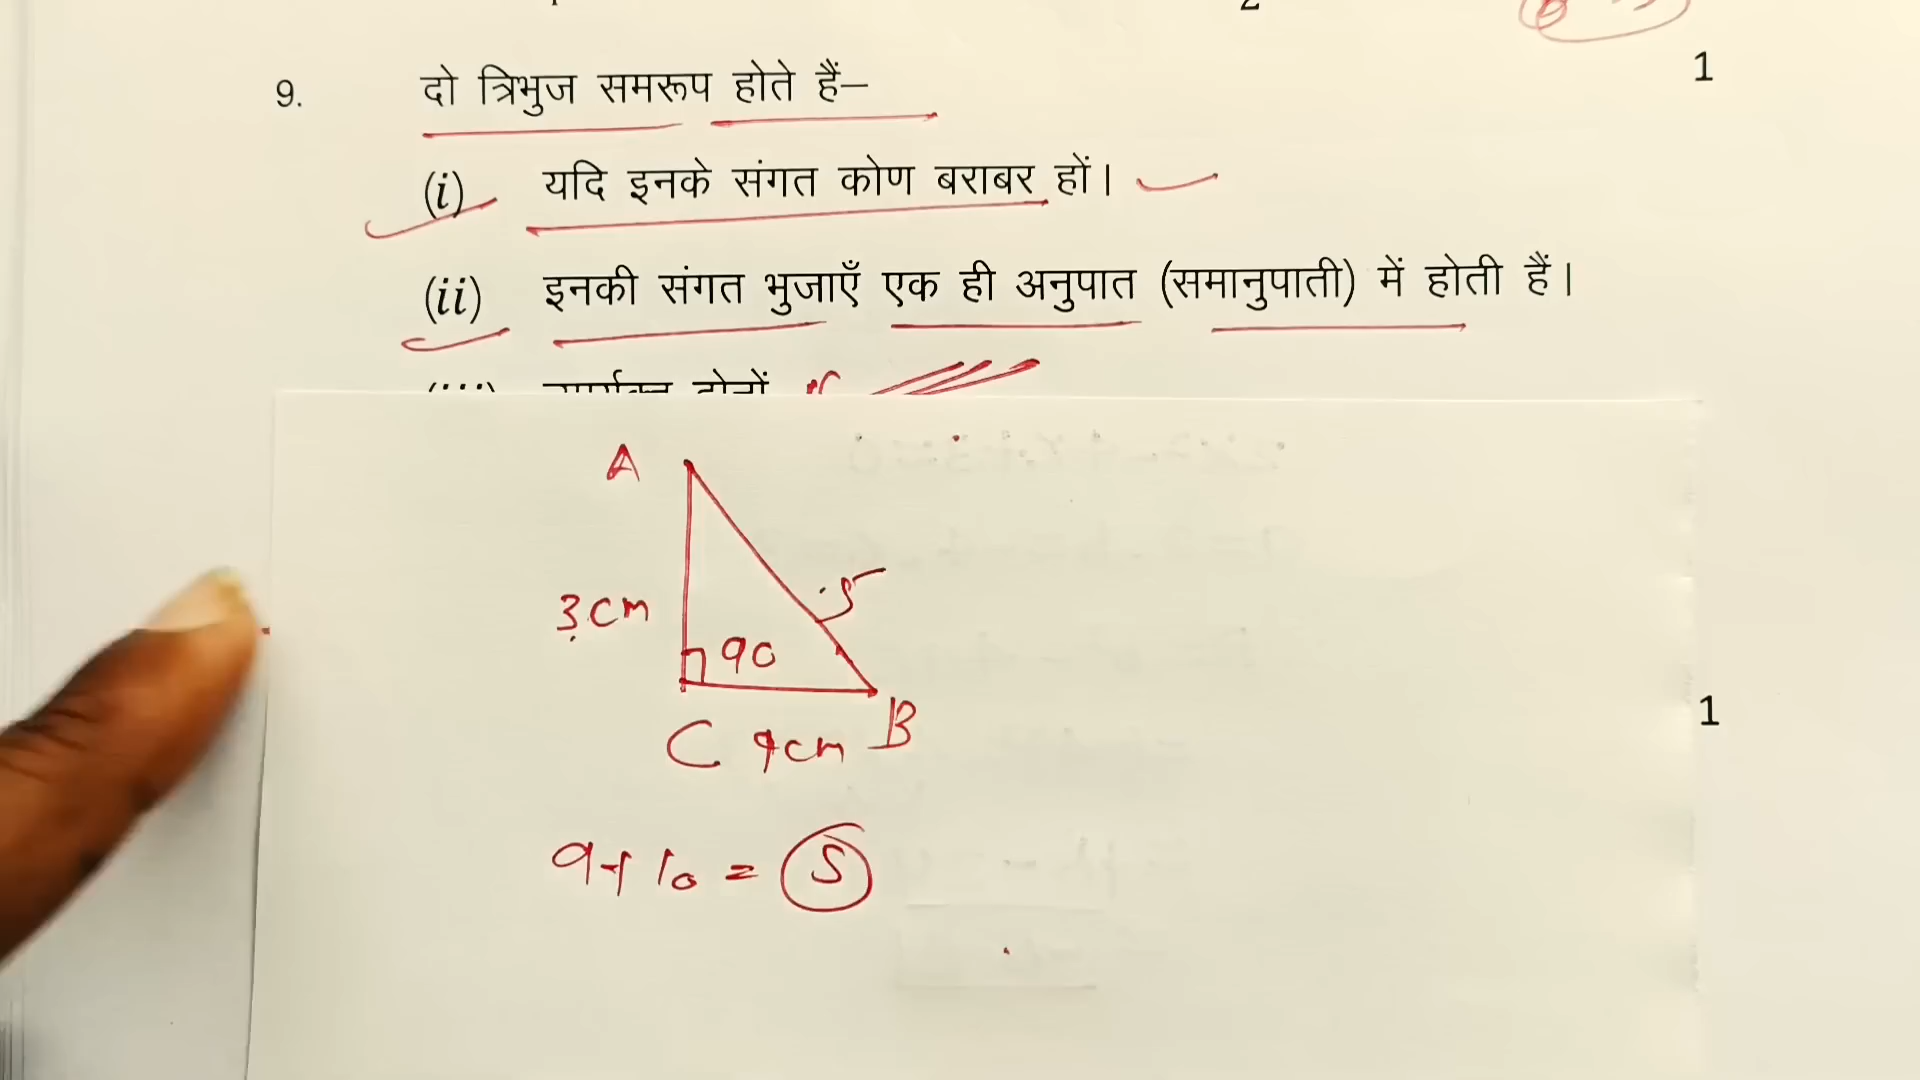 9. दो त्रिभुज समरूप होते हैं– 1
(i) यदि इनके संगत कोण बराबर हों।
(ii) इनकी संगत भुजाएँ एक ही अनुपात (समानुपाती) में होती हैं।
A
3cm
5
90
1
C 4cm B
9+16 = 5